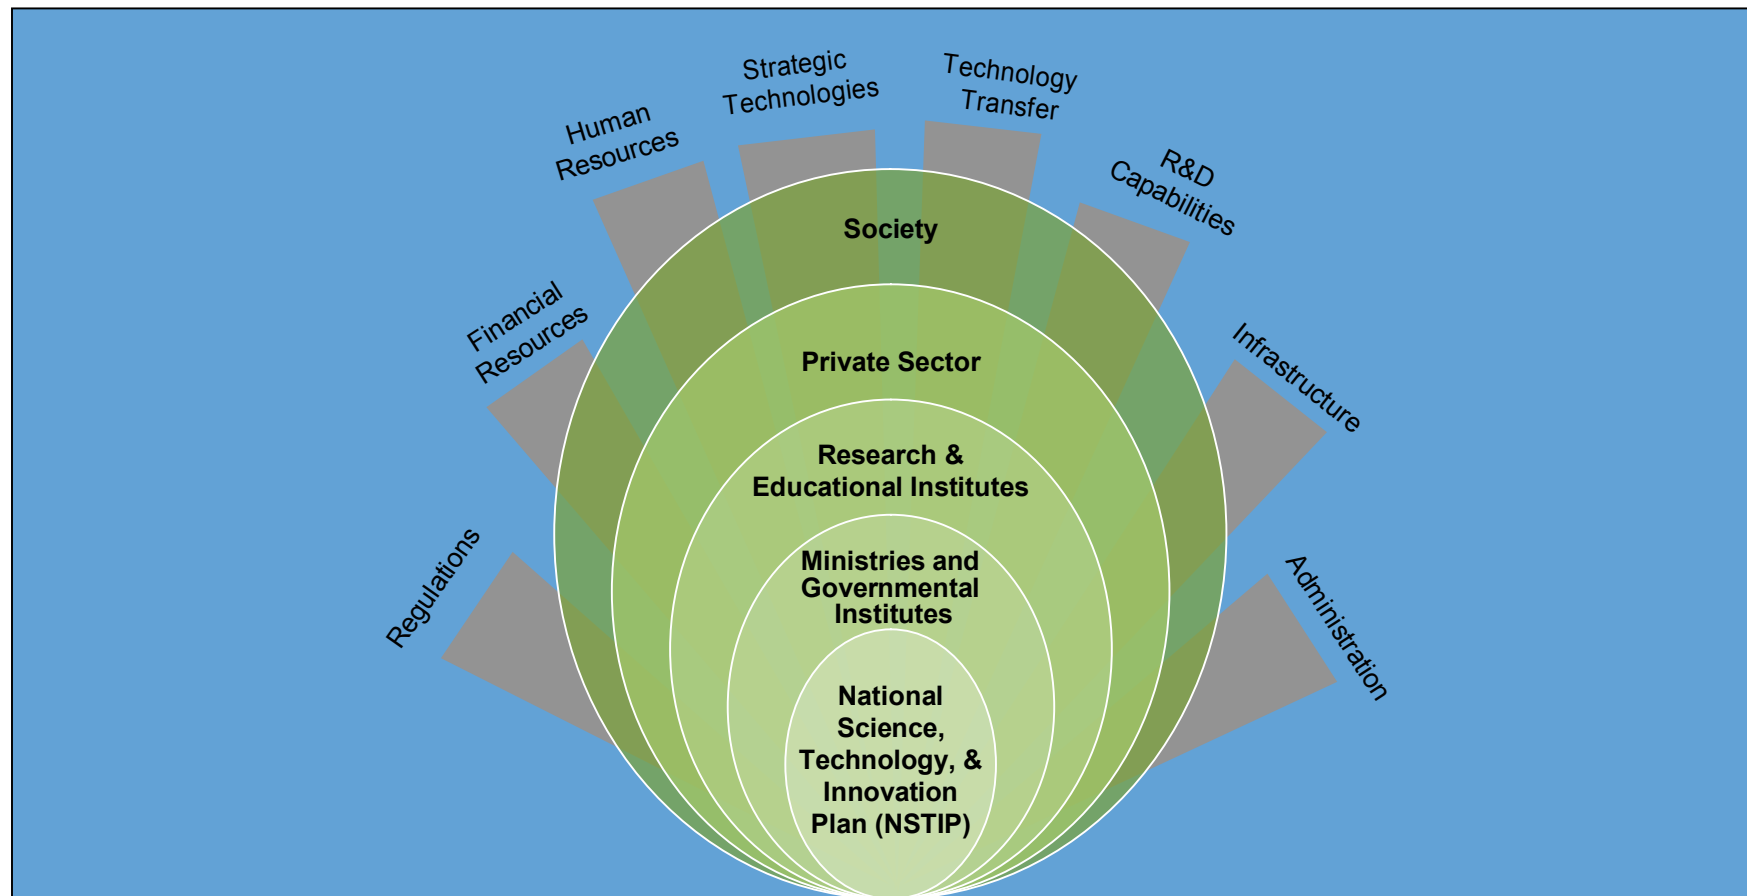 Strategic
Technologies
Technology
Transfer
Human
Resources
R&D
Capabilities
Financial
Resources
Infrastructure
Regulations
Administration
Society
Private Sector
Research &
Educational Institutes
Ministries and
Governmental
Institutes
National
Science,
Technology, &
Innovation
Plan (NSTIP)